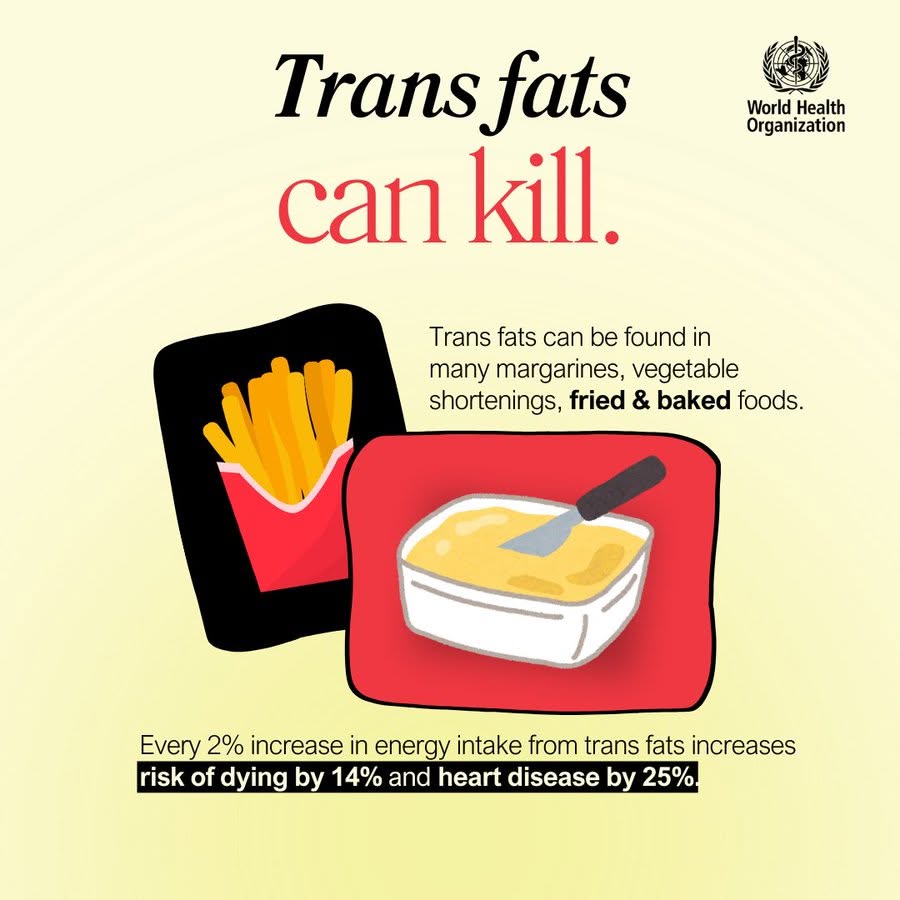 Trans fats
can kill.
World Health
Organization
Trans fats can be found in
many margarines, vegetable
shortenings, fried & baked foods.
Every 2% increase in energy intake from trans fats increases
risk of dying by 14% and heart disease by 25%.